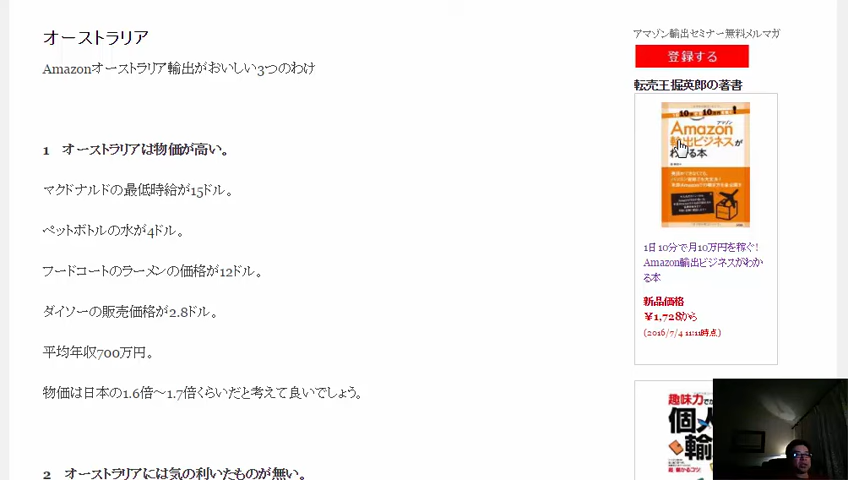 オーストラリア
Amazonオーストラリア輸出がおいしい3つのわけ
1 オーストラリアは物価が高い。
マクドナルドの最低時給が15ドル。
ペットボトルの水が4ドル。
フードコートのラーメンの価格が12ドル。
ダイソーの販売価格が2.8ドル。
平均年収700万円。
物価は日本の1.6倍～1.7倍くらいだと考えて良いでしょう。
2 オーストラリアには気の利いたものが無い。
アマゾン輸出セミナー無料メルマガ
登録する
転売王掘英郎の著書
アマゾン
Amazon
輸出ビジネスが
わかる本
1日10分で月10万円を稼ぐ!
Amazon輸出ビジネスがわか
る本
新品価格
￥1,728から
(2016/7/4 11:11時点)
趣味力で
個人
輸